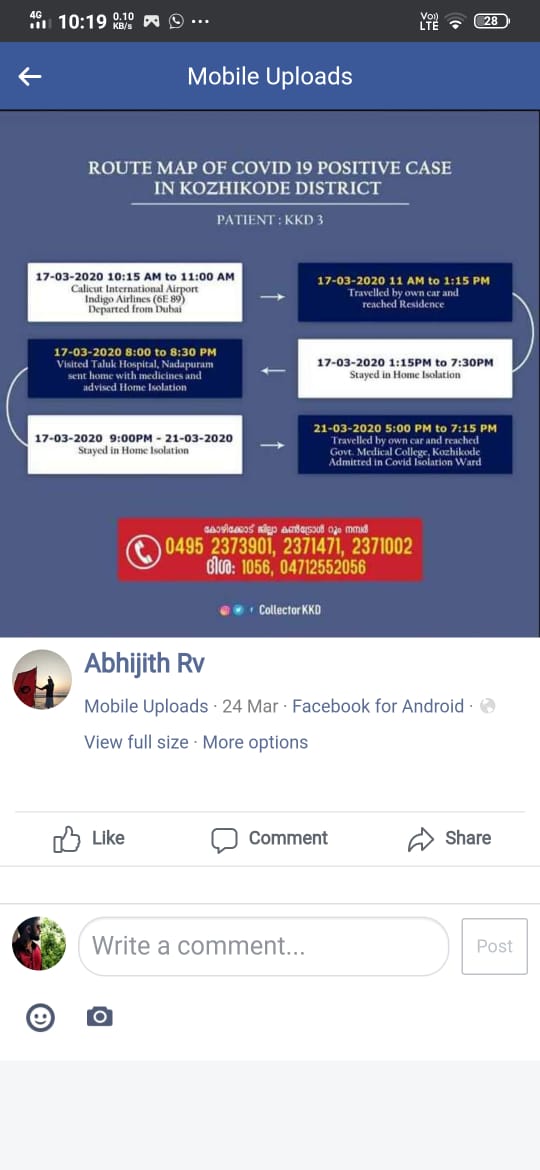 4G 10:19 0.10 KB/s ... VoLTE 28
Mobile Uploads
ROUTE MAP OF COVID 19 POSITIVE CASE
IN KOZHIKODE DISTRICT
PATIENT : KKD 3
17-03-2020 10:15 AM to 11:00 AM
Calicut International Airport
Indigo Airlines (6E 89)
Departed from Dubai
17-03-2020 11 AM to 1:15 PM
Travelled by own car and
reached Residence
17-03-2020 1:15PM to 7:30PM
Stayed in Home Isolation
17-03-2020 8:00 to 8:30 PM
Visited Taluk Hospital, Nadapuram
sent home with medicines and
advised Home Isolation
17-03-2020 9:00PM - 21-03-2020
Stayed in Home Isolation
21-03-2020 5:00 PM to 7:15 PM
Travelled by own car and reached
Govt. Medical College, Kozhikode
Admitted in Covid Isolation Ward
കോഴിക്കോട് ജില്ലാ കൺട്രോൾ റൂം നമ്പർ
0495 2373901, 2371471, 2371002
ദിശ: 1056, 04712552056
CollectorKKD
Abhijith Rv
Mobile Uploads · 24 Mar · Facebook for Android ·
View full size · More options
Like Comment Share
Write a comment... Post